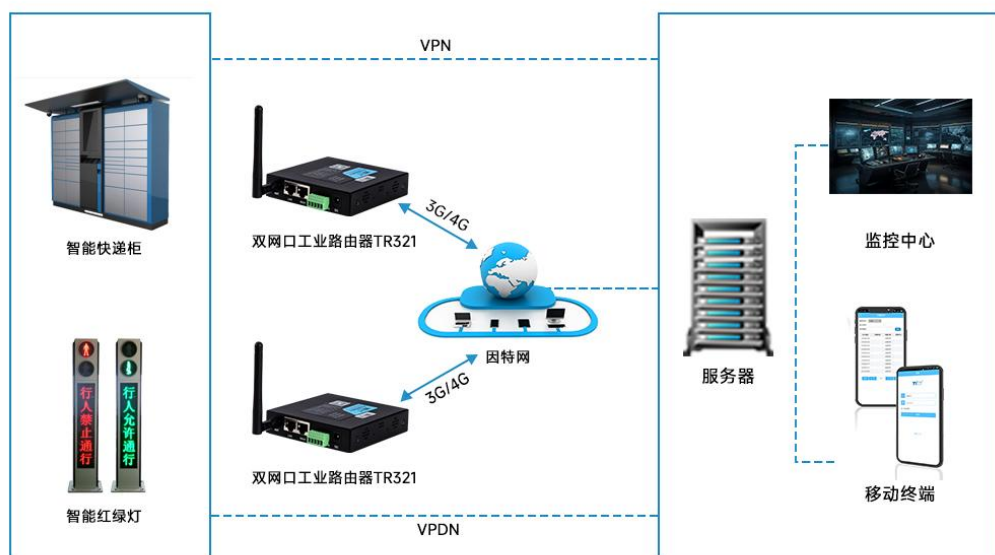 VPN
智能快递柜
3G/4G
双网口工业路由器TR321
监控中心
因特网
服务器
行人禁止通行
行人允许通行
3G/4G
双网口工业路由器TR321
移动终端
智能红绿灯
VPDN